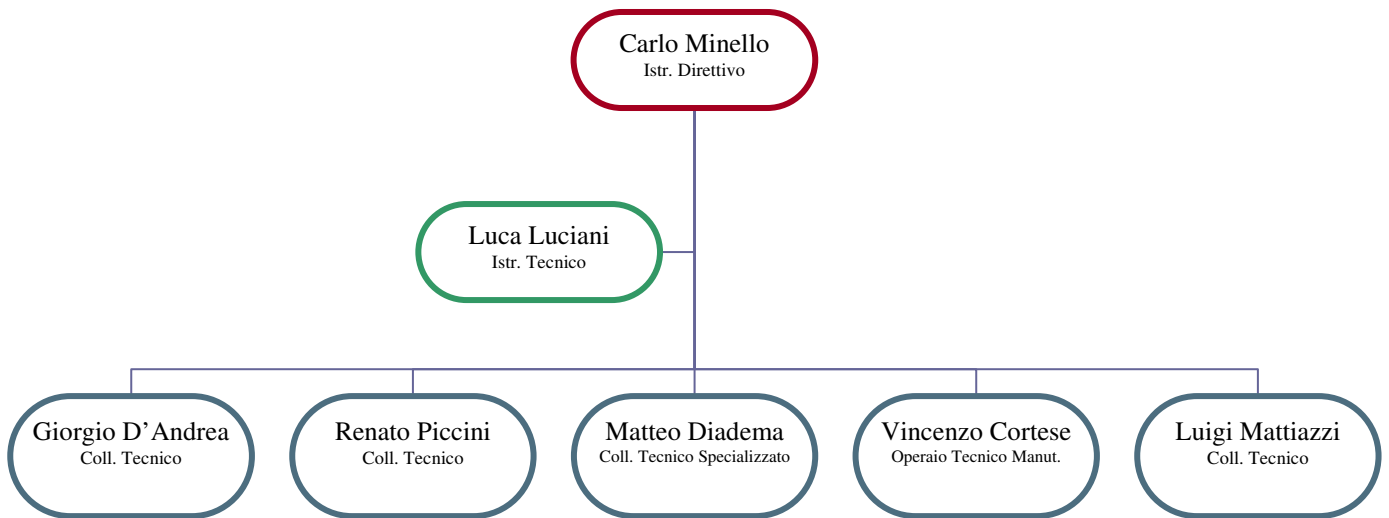 Carlo Minello
Istr. Direttivo
Luca Luciani
Istr. Tecnico
Giorgio D’Andrea
Coll. Tecnico
Renato Piccini
Coll. Tecnico
Matteo Diadema
Coll. Tecnico Specializzato
Vincenzo Cortese
Operaio Tecnico Manut.
Luigi Mattiazzi
Coll. Tecnico